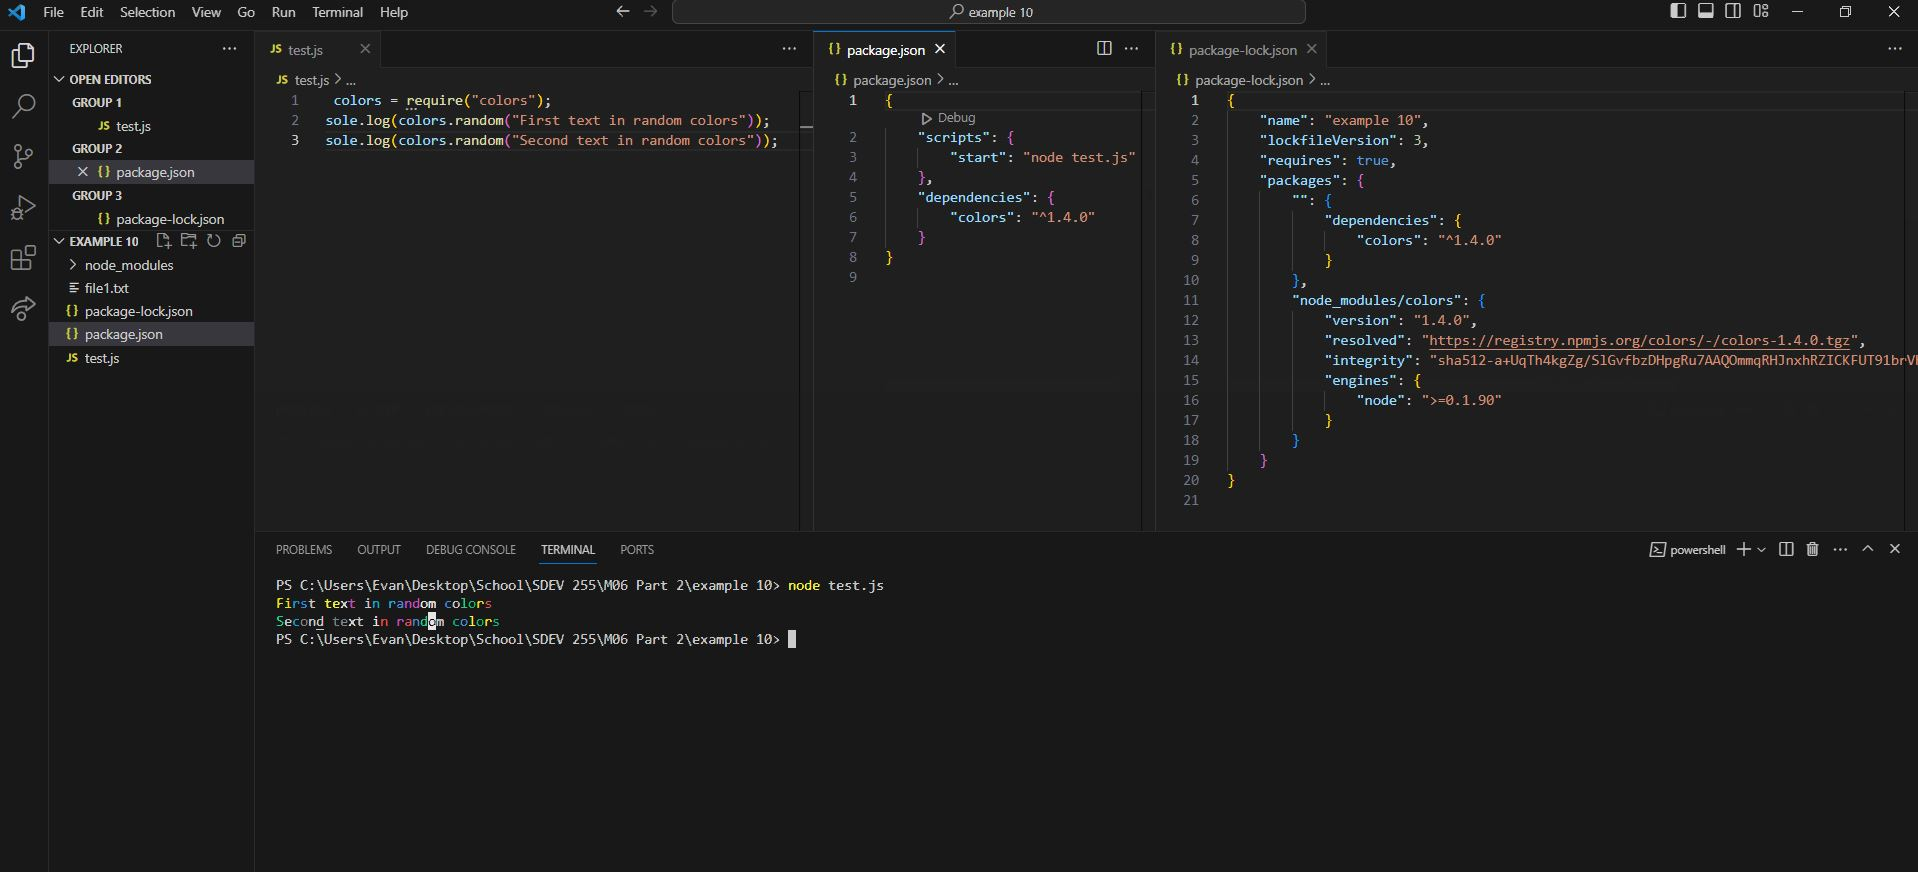 File Edit Selection View Go Run Terminal Help
example 10
EXPLORER
OPEN EDITORS
GROUP 1
JS test.js
GROUP 2
{} package.json
GROUP 3
{} package-lock.json
EXAMPLE 10
node_modules
file1.txt
{} package-lock.json
{} package.json
JS test.js
JS test.js
JS test.js > ...
1 colors = require("colors");
2 sole.log(colors.random("First text in random colors"));
3 sole.log(colors.random("Second text in random colors"));
{} package.json
{} package.json > ...
1 {
Debug
2 "scripts": {
3 "start": "node test.js"
4 },
5 "dependencies": {
6 "colors": "^1.4.0"
7 }
8 }
9
{} package-lock.json
{} package-lock.json > ...
1 {
2 "name": "example 10",
3 "lockfileVersion": 3,
4 "requires": true,
5 "packages": {
6 "": {
7 "dependencies": {
8 "colors": "^1.4.0"
9 }
10 },
11 "node_modules/colors": {
12 "version": "1.4.0",
13 "resolved": "https://registry.npmjs.org/colors/-/colors-1.4.0.tgz",
14 "integrity": "sha512-a+UqTh4kgZg/SlGvfbzDHpgRu7AAQOmmqRHJnxhRZICKFUT91brVh
15 "engines": {
16 "node": ">=0.1.90"
17 }
18 }
19 }
20 }
21
PROBLEMS OUTPUT DEBUG CONSOLE TERMINAL PORTS
powershell
PS C:\Users\Evan\Desktop\School\SDEV 255\M06 Part 2\example 10> node test.js
First text in random colors
Second text in random colors
PS C:\Users\Evan\Desktop\School\SDEV 255\M06 Part 2\example 10>